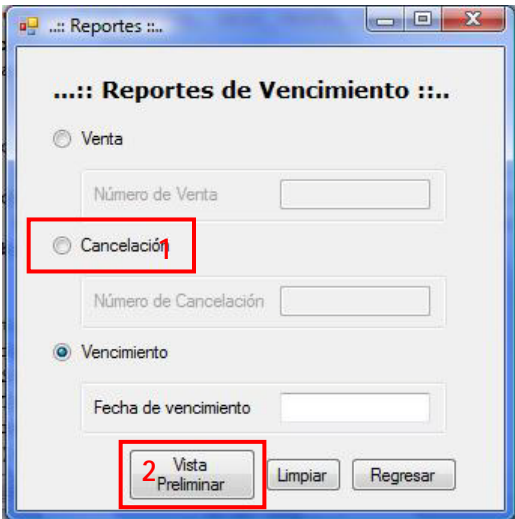 ..:: Reportes ::..
...:: Reportes de Vencimiento ::..
Venta
Número de Venta
Cancelación
1
Número de Cancelación
Vencimiento
Fecha de vencimiento
2
Vista
Preliminar
Limpiar
Regresar